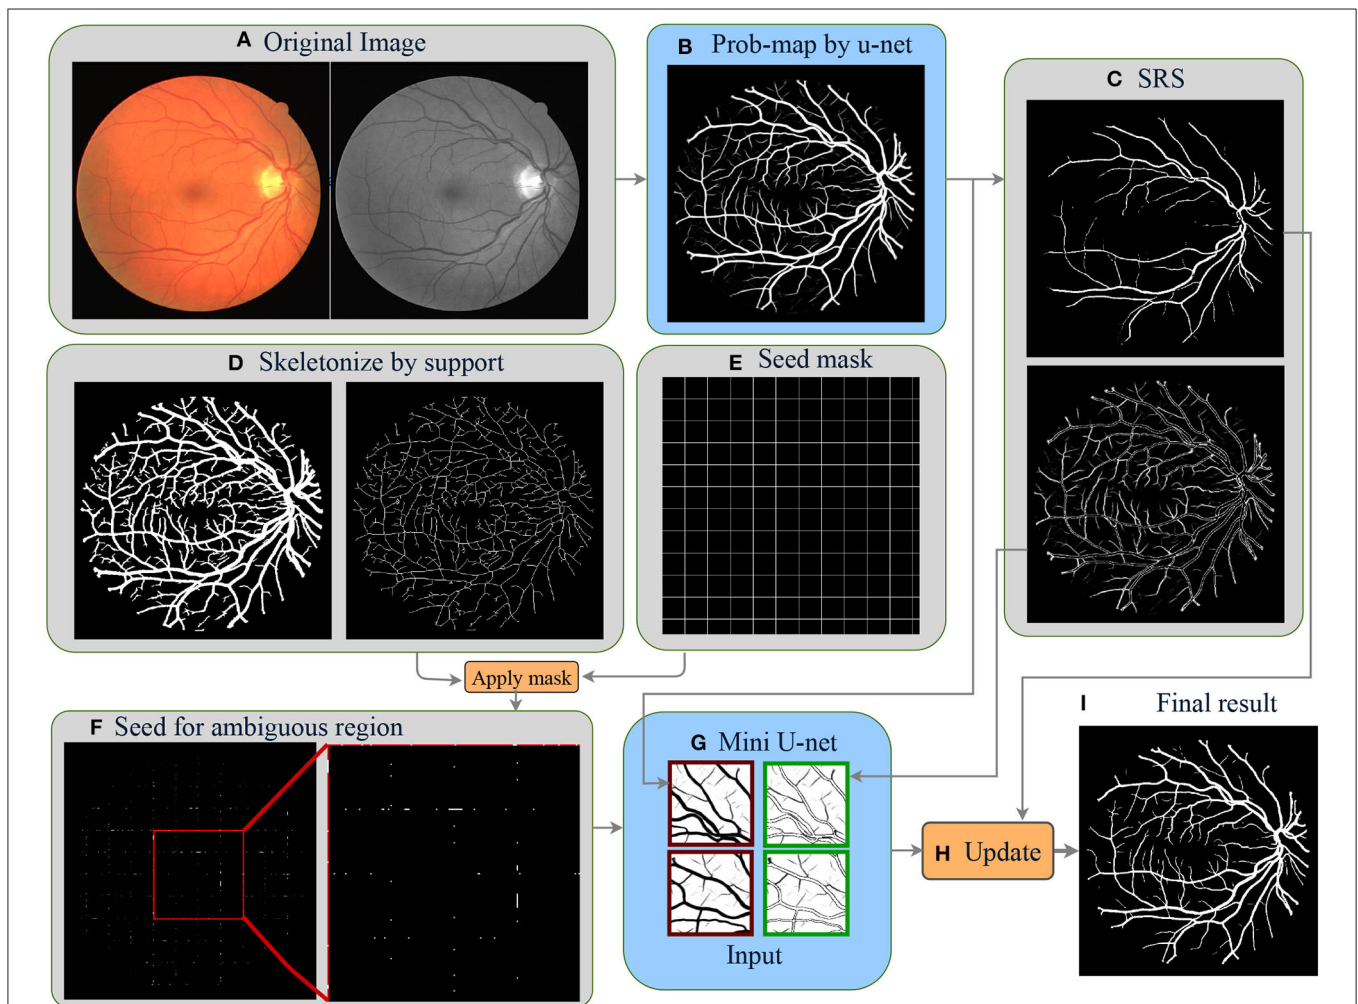 A Original Image
B Prob-map by u-net
C SRS
D Skeletonize by support
E Seed mask
Apply mask
F Seed for ambiguous region
G Mini U-net
Input
H Update
I Final result